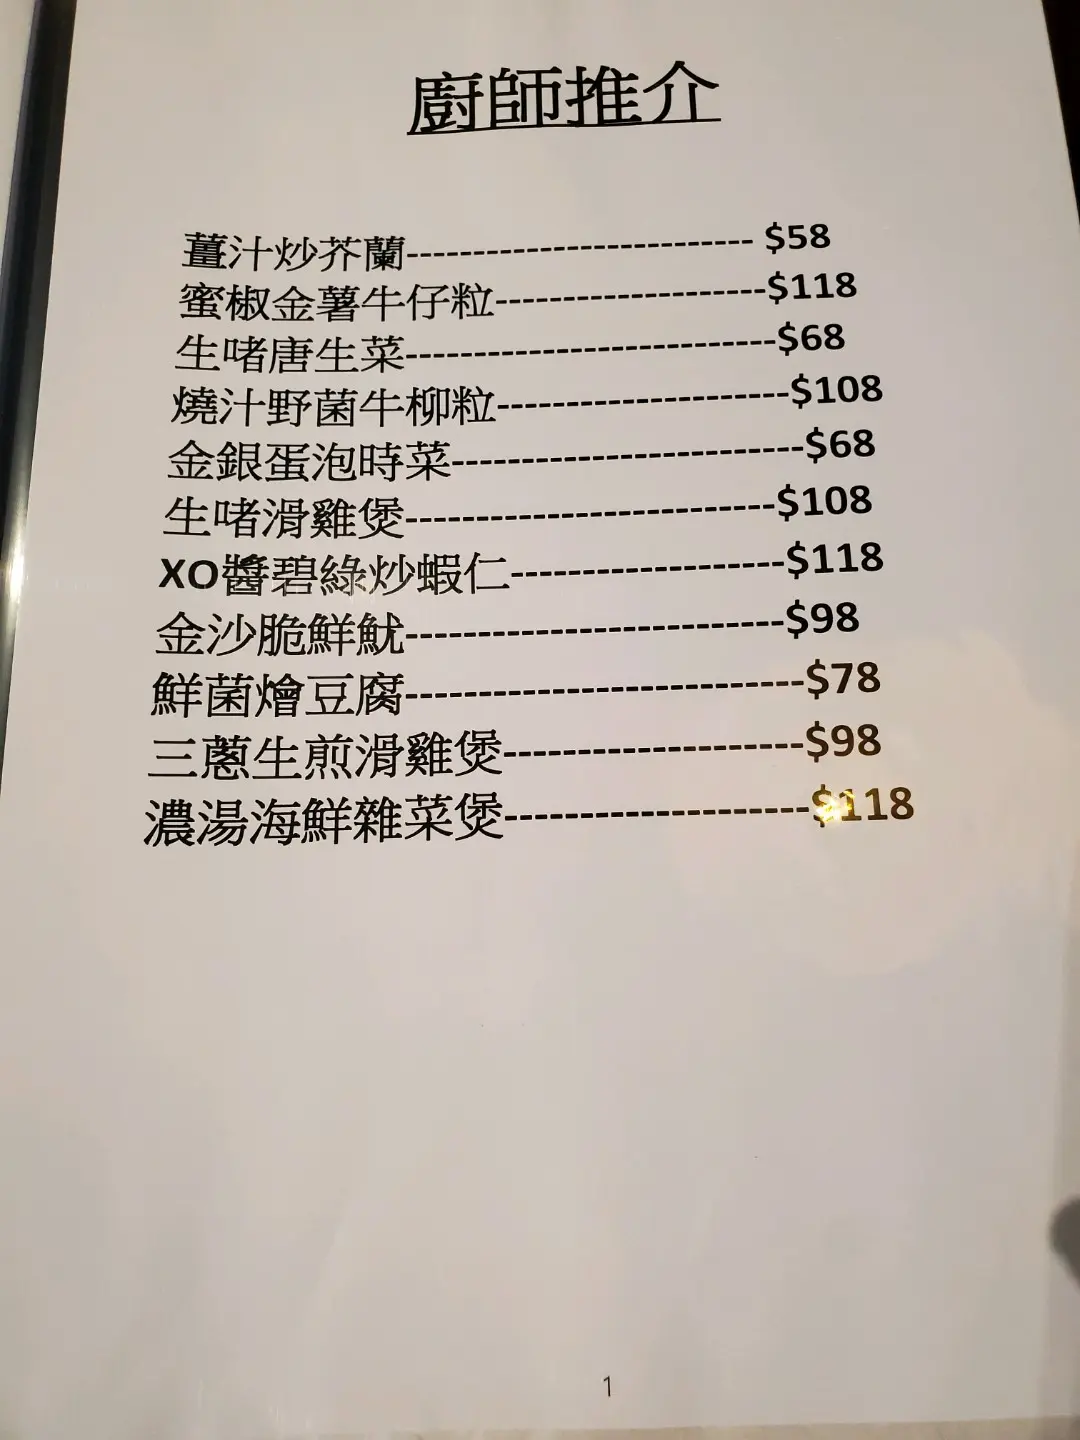 廚師推介
薑汁炒芥蘭-------------------------- $58
蜜椒金薯牛仔粒--------------------$118
生啫唐生菜---------------------------$68
燒汁野菌牛柳粒---------------------$108
金銀蛋泡時菜-------------------------$68
生啫滑雞煲--------------------------$108
XO醬碧綠炒蝦仁-------------------$118
金沙脆鮮魷--------------------------$98
鮮菌燴豆腐---------------------------$78
三蔥生煎滑雞煲--------------------$98
濃湯海鮮雜菜煲--------------------$118
1